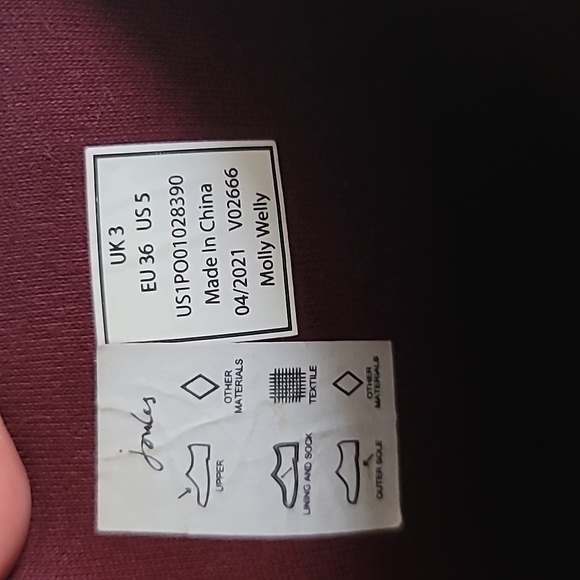 UK 3
EU 36 US 5
US1PO01028390
Made In China
04/2021 V02666
Molly Welly
Joules
UPPER
OTHER
MATERIALS
LINING AND SOCK
TEXTILE
OUTER SOLE
OTHER
MATERIALS